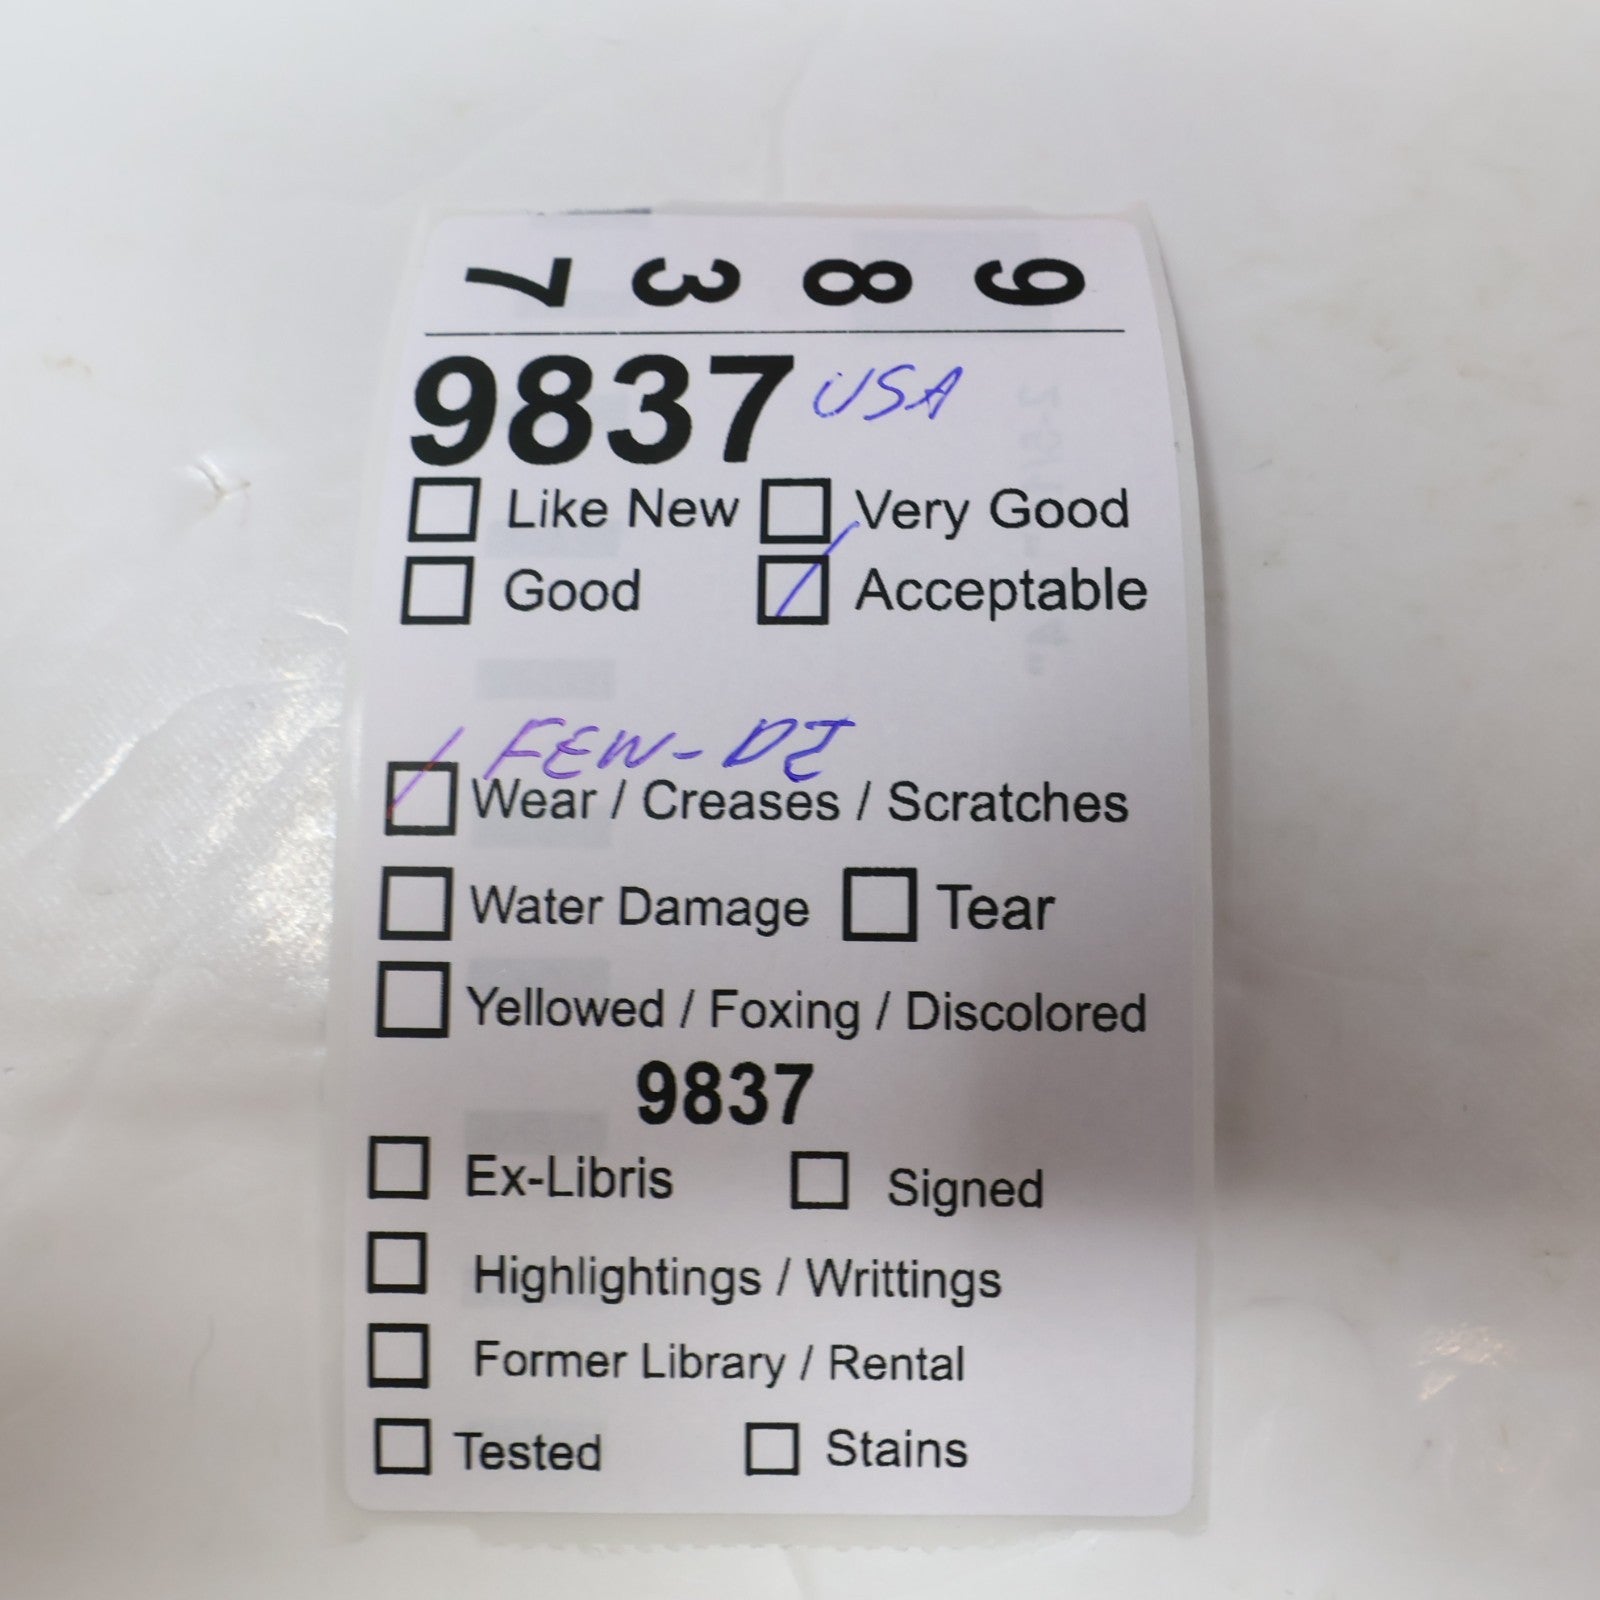 9 8 3 7
9837 USA
Like New Very Good
Good Acceptable
FEW-DJ
Wear / Creases / Scratches
Water Damage Tear
Yellowed / Foxing / Discolored
9837
Ex-Libris Signed
Highlightings / Writtings
Former Library / Rental
Tested Stains